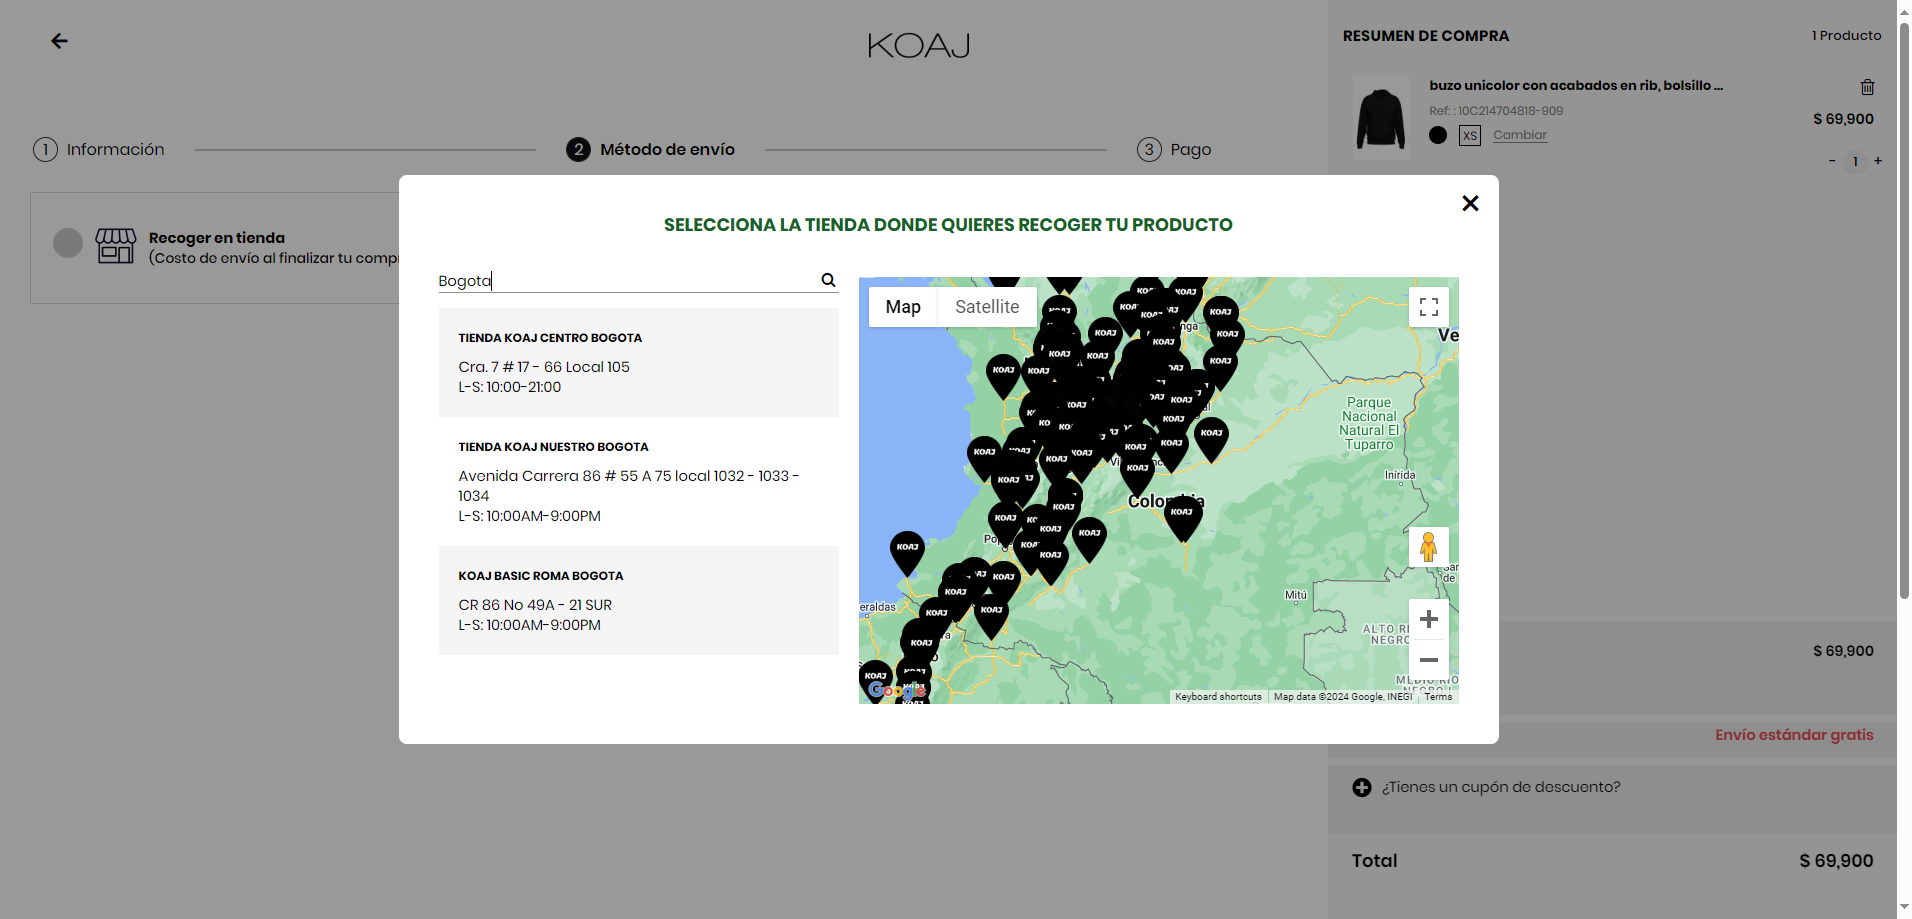 KOAJ
RESUMEN DE COMPRA
1 Producto
buzo unicolor con acabados en rib, bolsillo ...
Ref: : 10C214704818-909
$ 69,900
XS
Cambiar
- 1 +
1 Información
2 Método de envío
3 Pago
Recoger en tienda
(Costo de envío al finalizar tu compr
SELECCIONA LA TIENDA DONDE QUIERES RECOGER TU PRODUCTO
Bogota
TIENDA KOAJ CENTRO BOGOTA
Cra. 7 # 17 - 66 Local 105
L-S: 10:00-21:00
TIENDA KOAJ NUESTRO BOGOTA
Avenida Carrera 86 # 55 A 75 local 1032 - 1033 -
1034
L-S: 10:00AM-9:00PM
KOAJ BASIC ROMA BOGOTA
CR 86 No 49A - 21 SUR
L-S: 10:00AM-9:00PM
Map
Satellite
KOAJ
Ve
Parque
Nacional
Natural El
Tuparro
Inírida
Colombia
Mitú
eraldas
Google
Keyboard shortcuts
Map data ©2024 Google, INEGI
Terms
$ 69,900
Envío estándar gratis
¿Tienes un cupón de descuento?
Total
$ 69,900